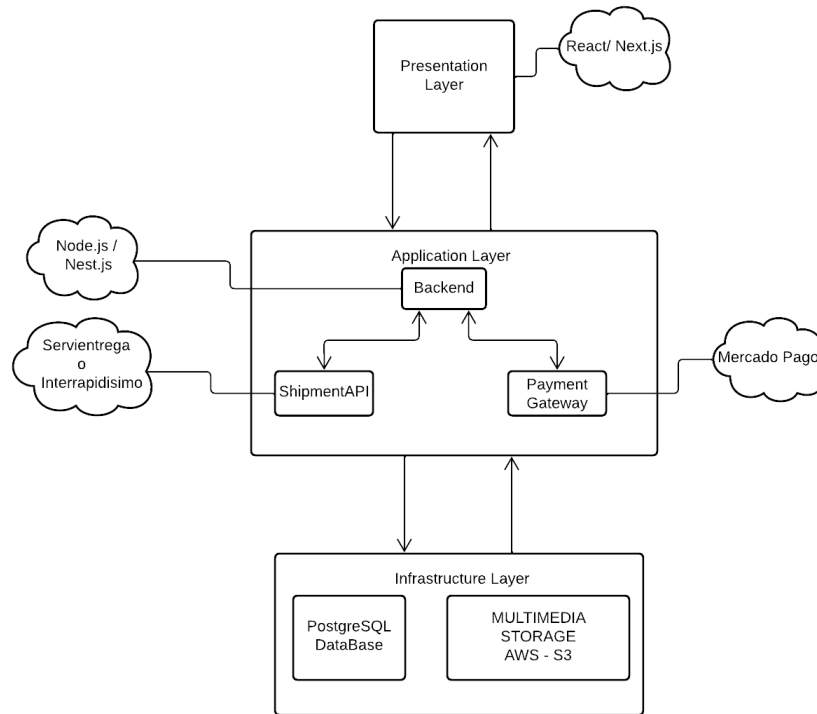 Presentation
Layer
React/ Next.js
Application Layer
Node.js /
Nest.js
Backend
Servientrega
o
Interrapidisimo
ShipmentAPI
Payment
Gateway
Mercado Pago
Infrastructure Layer
PostgreSQL
DataBase
MULTIMEDIA
STORAGE
AWS - S3